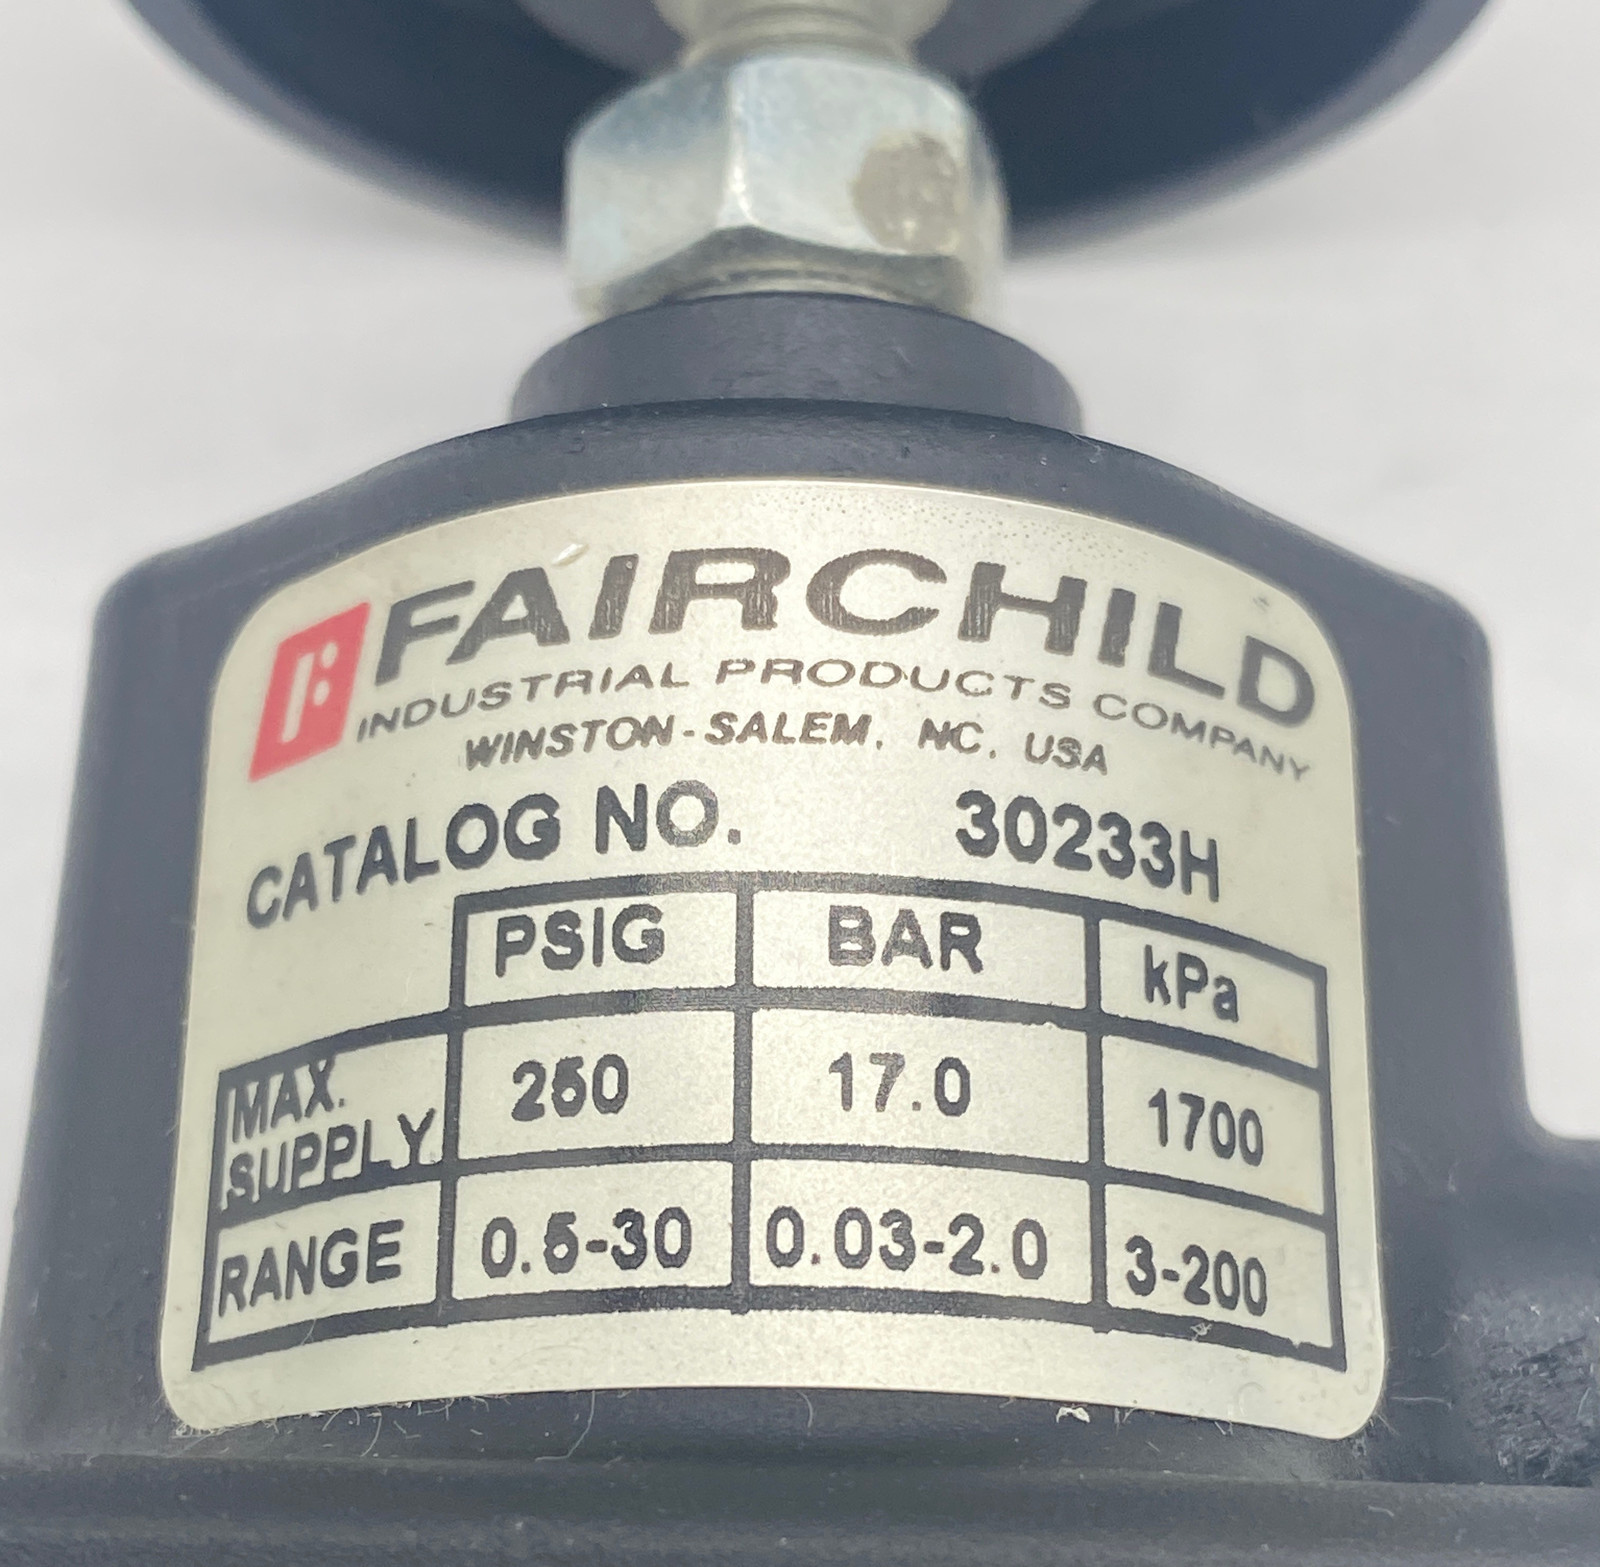 FAIRCHILD
INDUSTRIAL PRODUCTS COMPANY
WINSTON-SALEM, NC, USA
CATALOG NO. 30233H
PSIG BAR kPa
MAX. SUPPLY 250 17.0 1700
RANGE 0.5-30 0.03-2.0 3-200